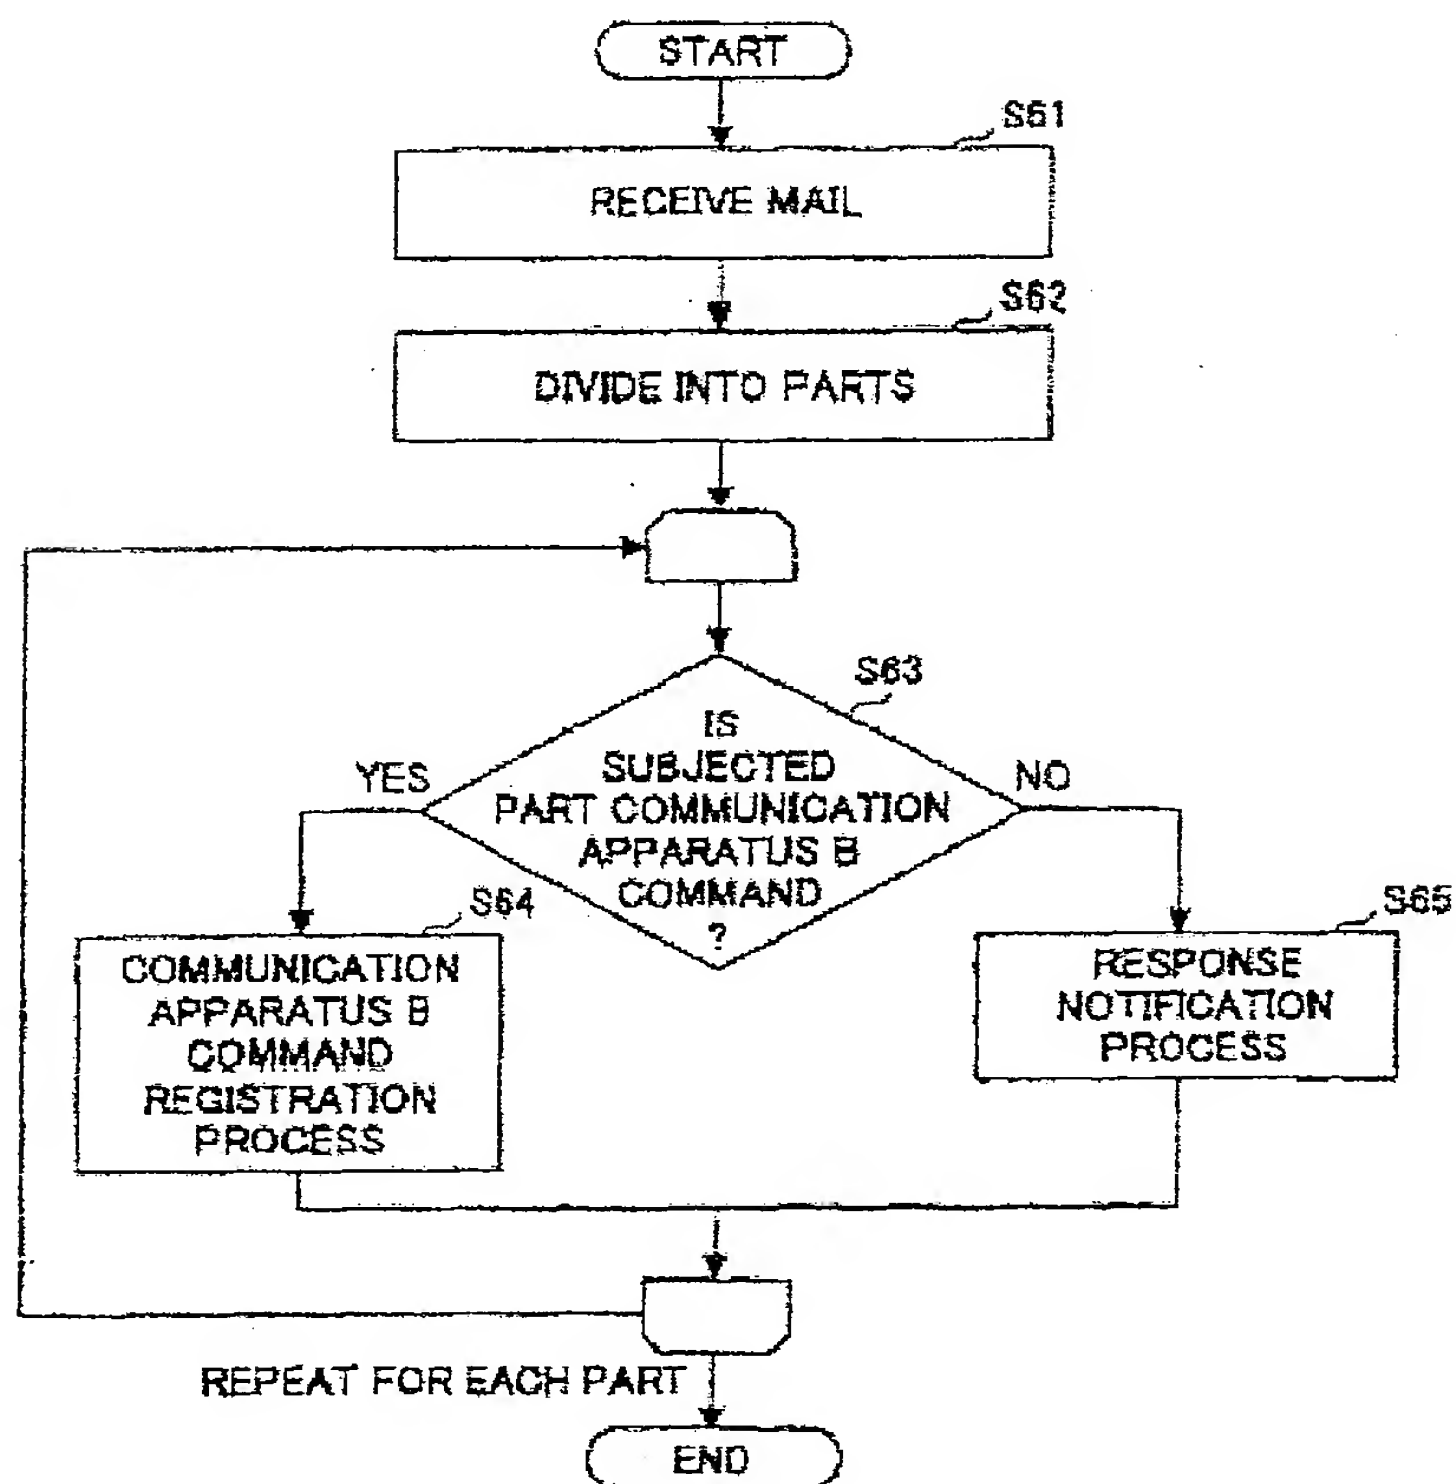 START
S61
RECEIVE MAIL
S62
DIVIDE INTO PARTS
S63
IS
SUBJECTED
PART COMMUNICATION
APPARATUS B
COMMAND
?
YES
NO
S64
COMMUNICATION
APPARATUS B
COMMAND
REGISTRATION
PROCESS
S65
RESPONSE
NOTIFICATION
PROCESS
REPEAT FOR EACH PART
END